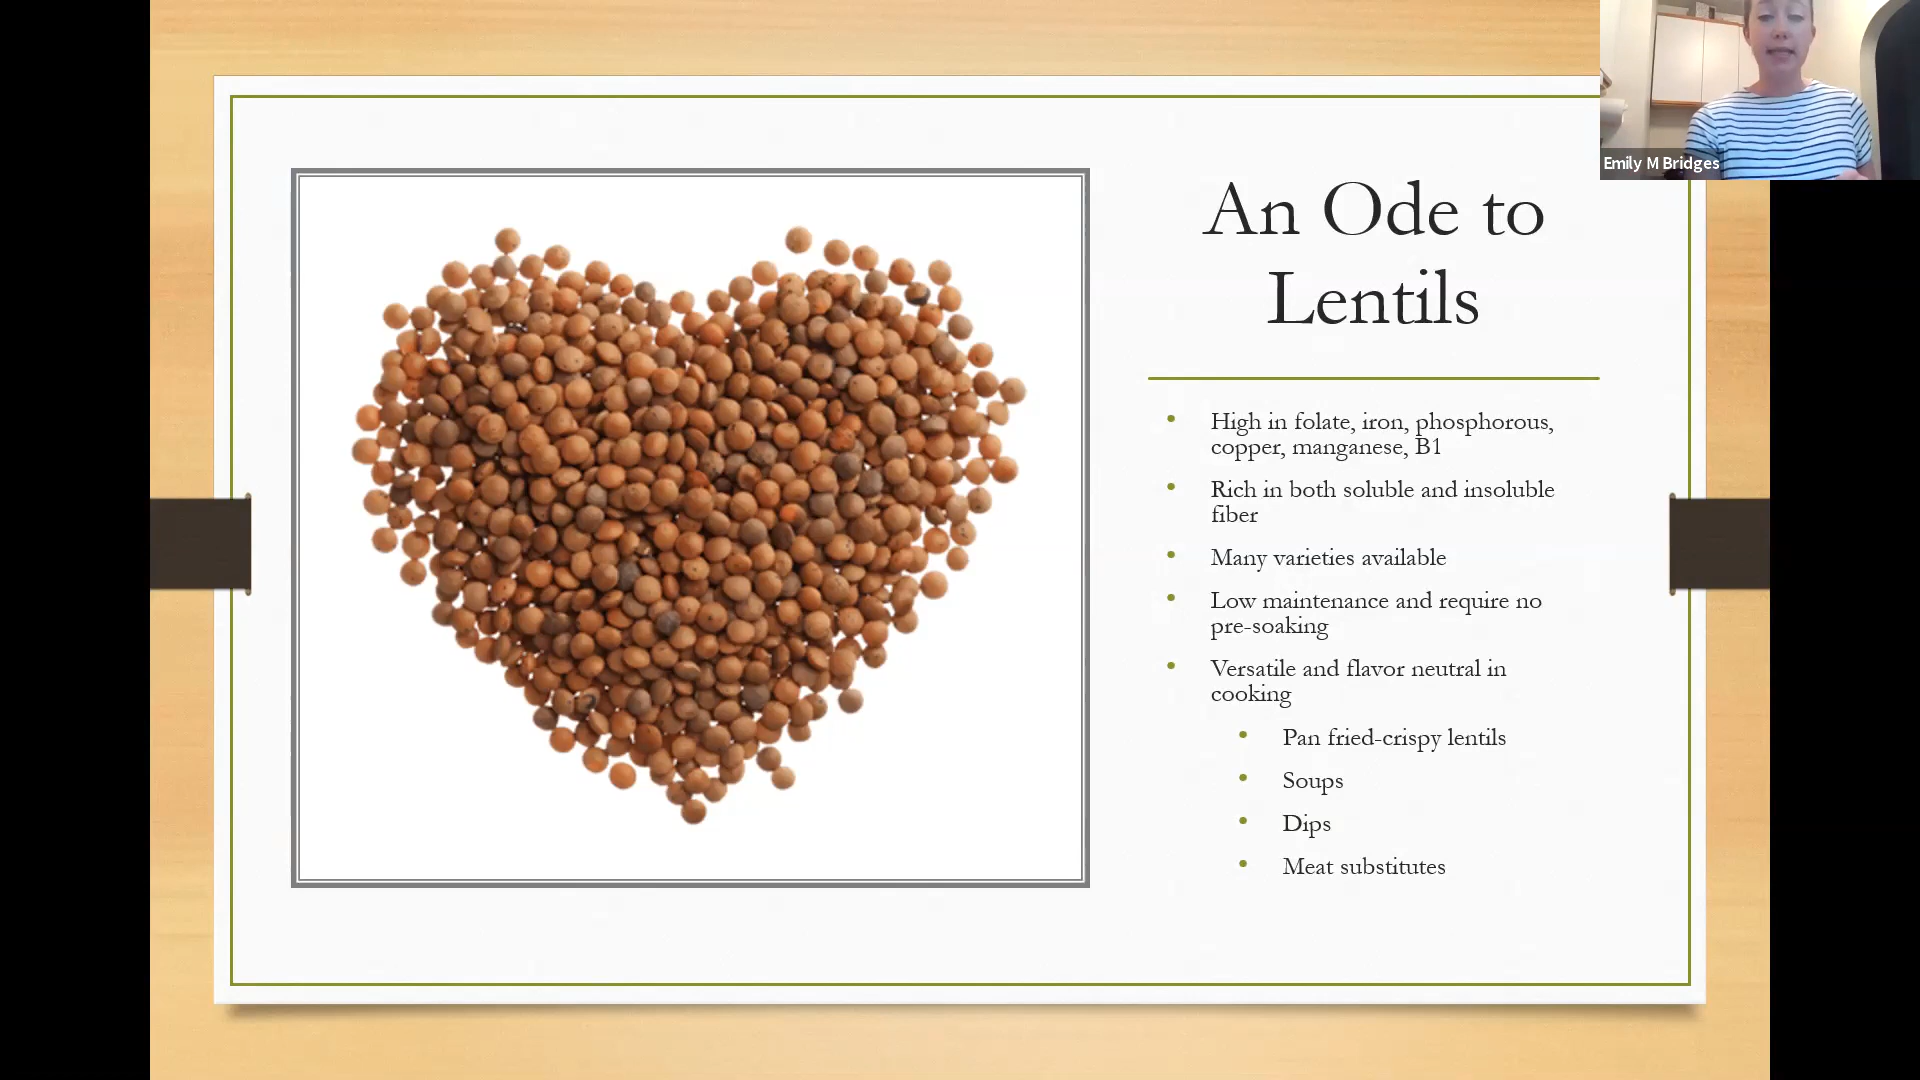 Emily M Bridges
An Ode to
Lentils
• High in folate, iron, phosphorous,
copper, manganese, B1
• Rich in both soluble and insoluble
fiber
• Many varieties available
• Low maintenance and require no
pre-soaking
• Versatile and flavor neutral in
cooking
• Pan fried-crispy lentils
• Soups
• Dips
• Meat substitutes